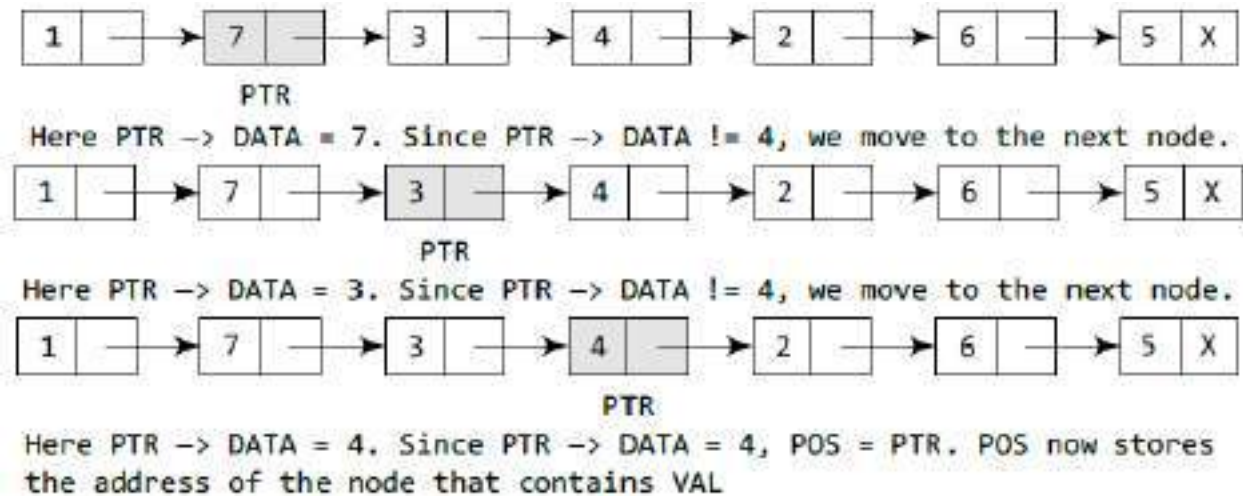 1 7 3 4 2 6 5 X
PTR
Here PTR —> DATA = 7. Since PTR —> DATA != 4, we move to the next node.
1 7 3 4 2 6 5 X
PTR
Here PTR —> DATA = 3. Since PTR —> DATA != 4, we move to the next node.
1 7 3 4 2 6 5 X
PTR
Here PTR —> DATA = 4. Since PTR —> DATA = 4, POS = PTR. POS now stores
the address of the node that contains VAL